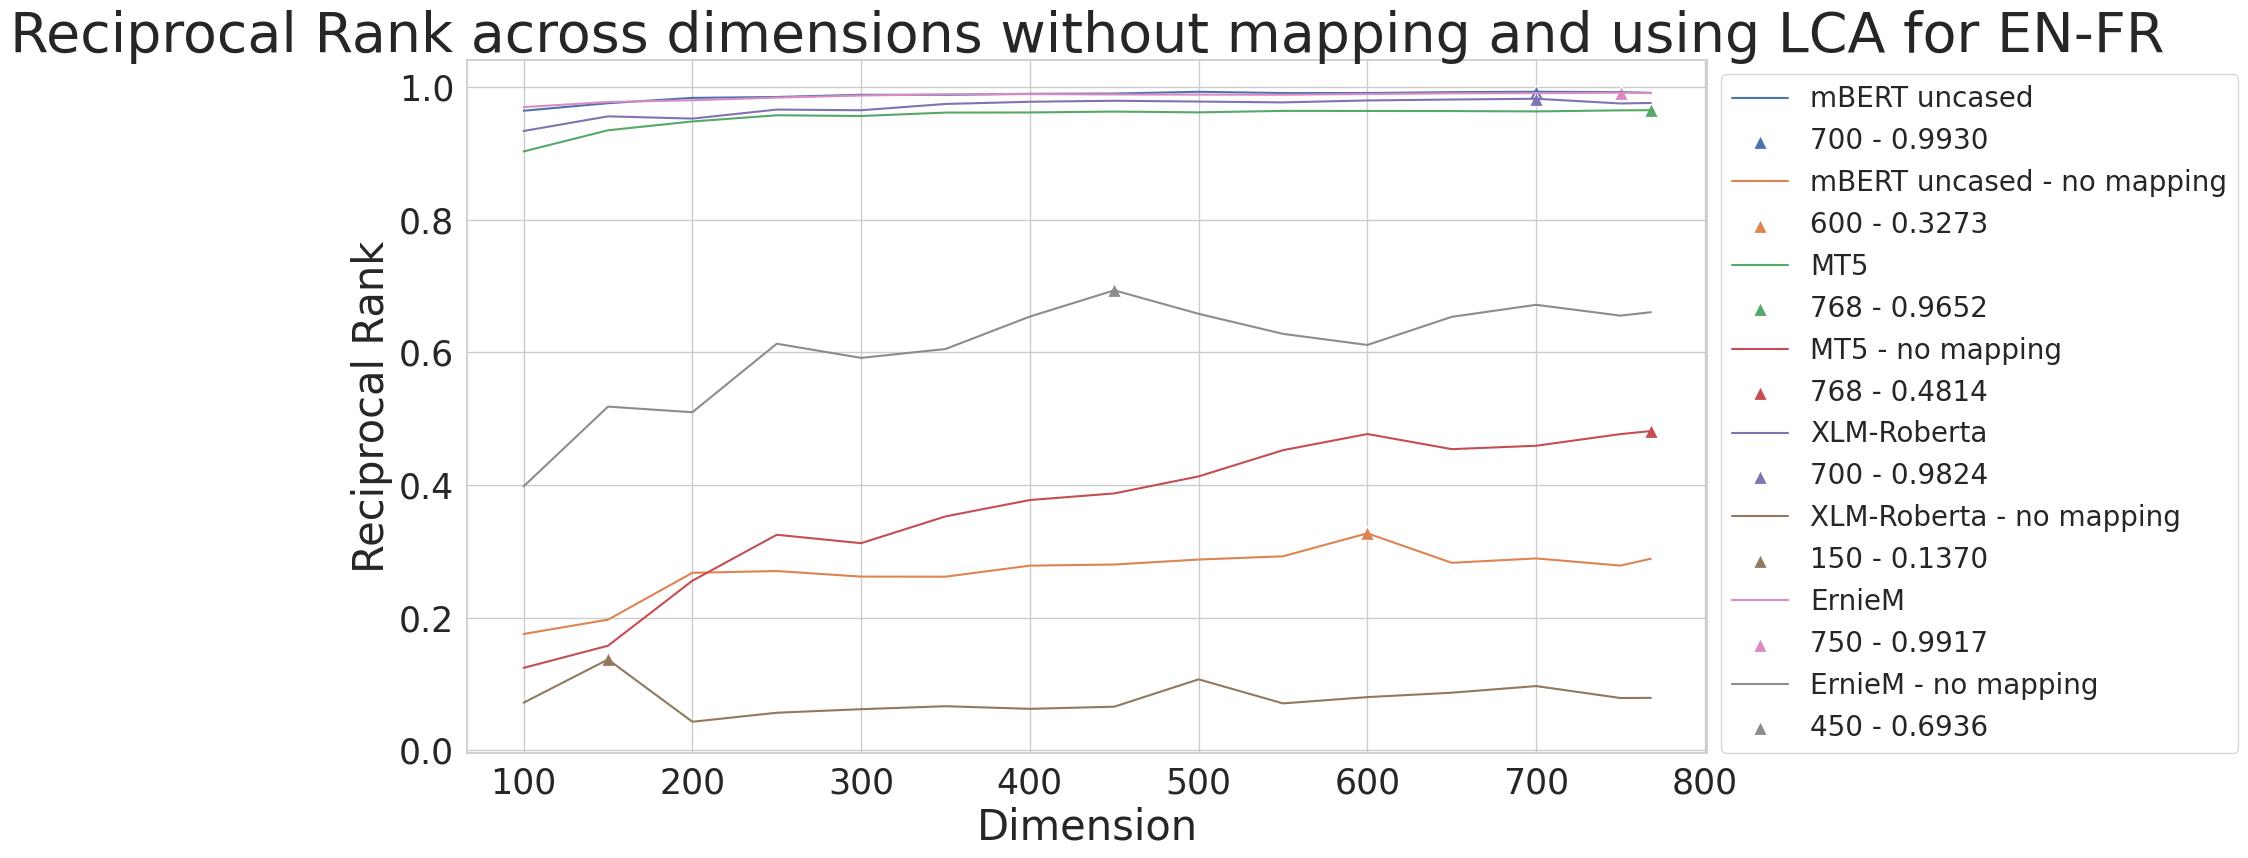 Reciprocal Rank across dimensions without mapping and using LCA for EN-FR
Reciprocal Rank
1.0
0.8
0.6
0.4
0.2
0.0
100 200 300 400 500 600 700 800
Dimension
mBERT uncased
700 - 0.9930
mBERT uncased - no mapping
600 - 0.3273
MT5
768 - 0.9652
MT5 - no mapping
768 - 0.4814
XLM-Roberta
700 - 0.9824
XLM-Roberta - no mapping
150 - 0.1370
ErnieM
750 - 0.9917
ErnieM - no mapping
450 - 0.6936